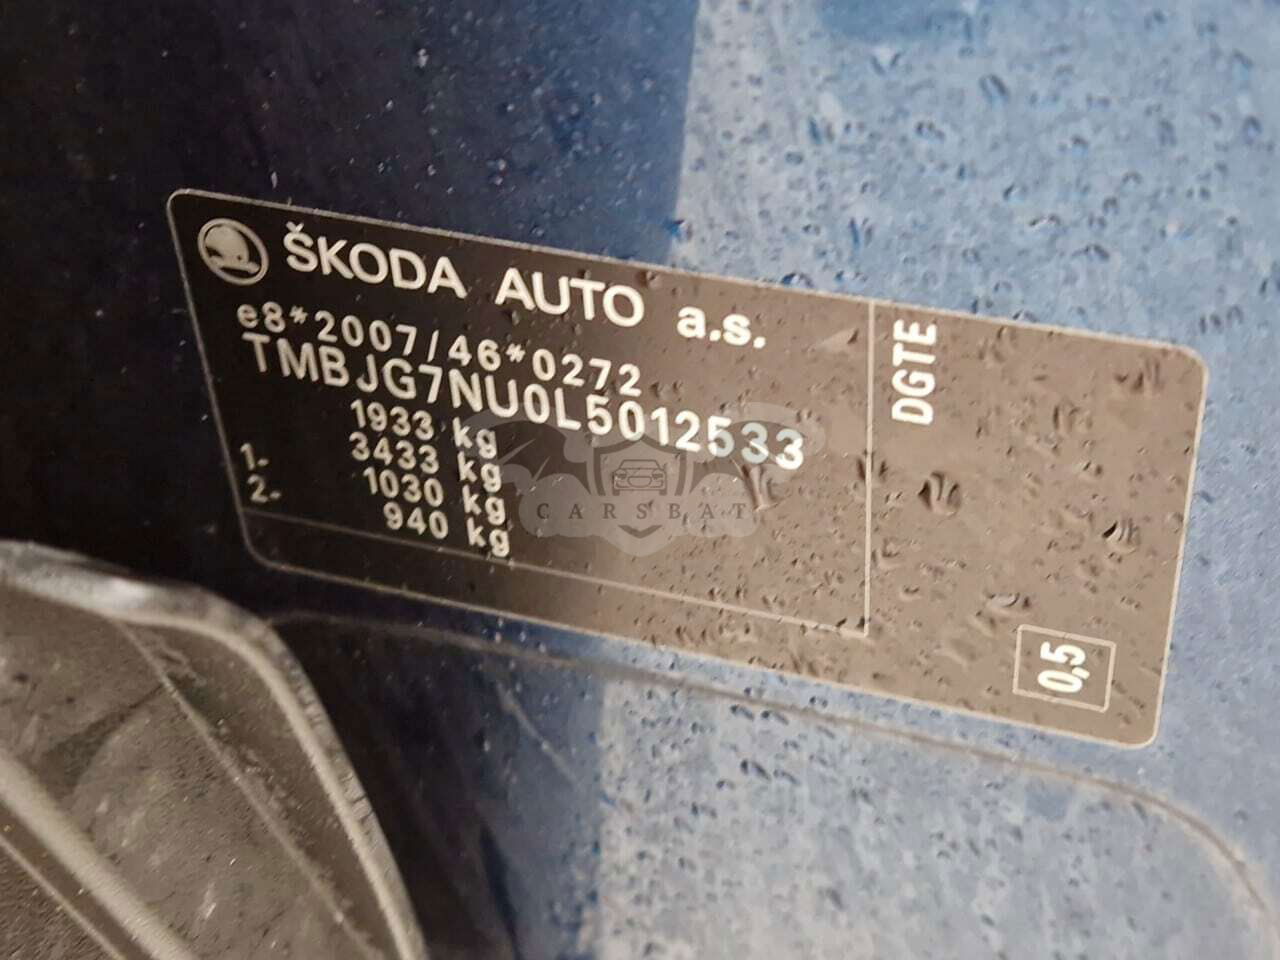 ŠKODA AUTO a.s.
e8*2007/46*0272
TMBJG7NU0L5012533
1933 kg
3433 kg
1- 1030 kg
2- 940 kg
DGTE
0,5
CARSBAT